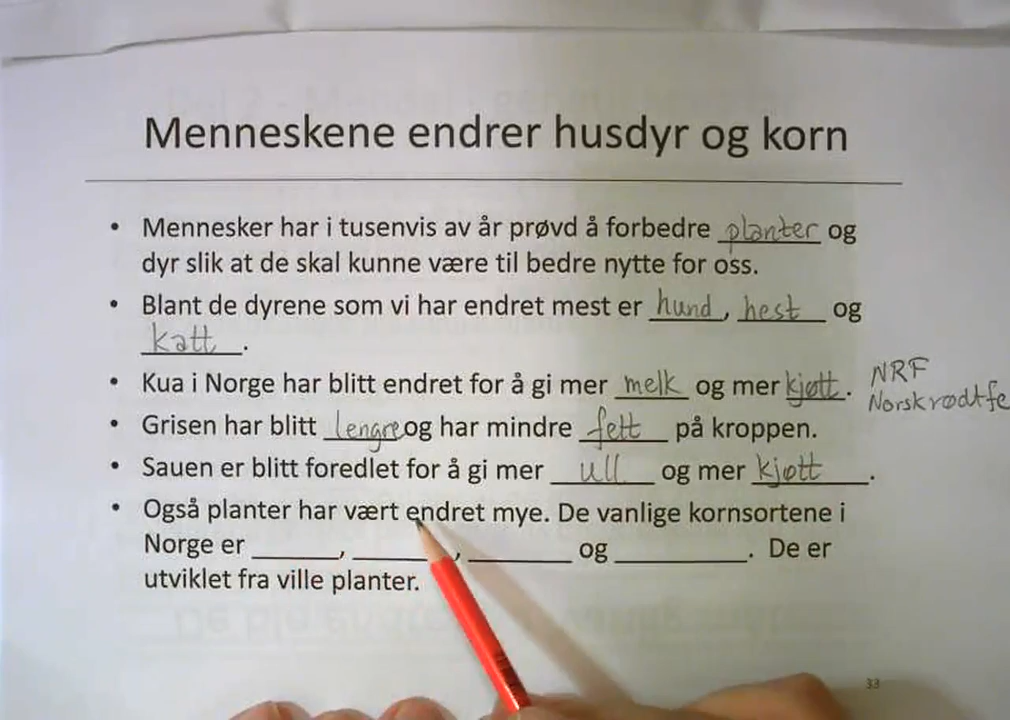 Menneskene endrer husdyr og korn
• Mennesker har i tusenvis av år prøvd å forbedre planter og
dyr slik at de skal kunne være til bedre nytte for oss.
• Blant de dyrene som vi har endret mest er hund, hest og
katt.
• Kua i Norge har blitt endret for å gi mer melk og mer kjøtt. NRF
Norsk rødtfe
• Grisen har blitt lengre og har mindre fett på kroppen.
• Sauen er blitt foredlet for å gi mer ull og mer kjøtt.
• Også planter har vært endret mye. De vanlige kornsortene i
Norge er ______, ______, ______ og ______. De er
utviklet fra ville planter.
33